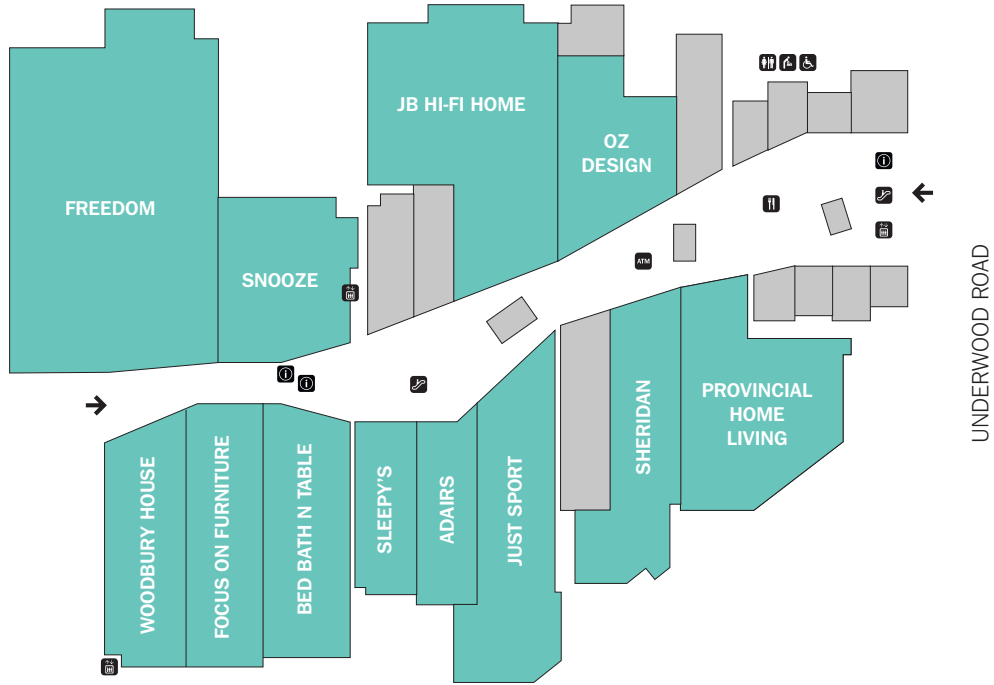 JB HI-FI HOME
OZ
DESIGN
FREEDOM
SNOOZE
ATM
UNDERWOOD ROAD
PROVINCIAL
HOME
LIVING
SHERIDAN
WOODBURY HOUSE
FOCUS ON FURNITURE
BED BATH N TABLE
SLEEPY'S
ADAIRS
JUST SPORT